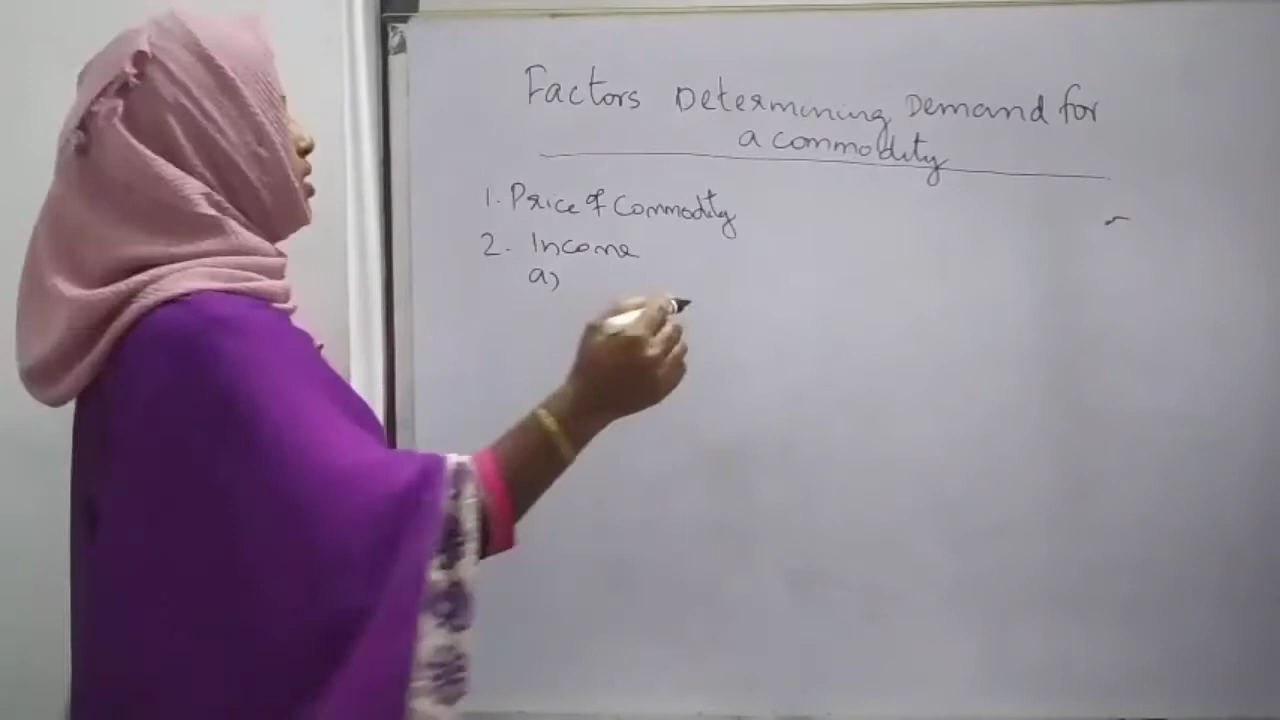 Factors Determining Demand for
a commodity
1. Price of Commodity
2. Income
a)